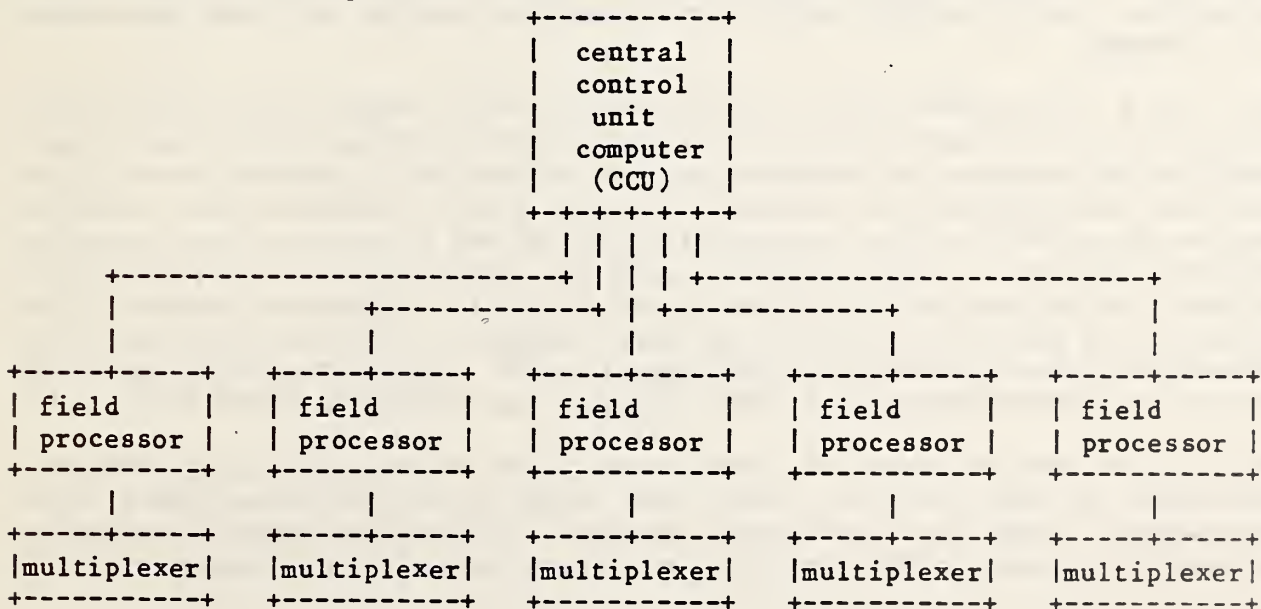 central
control
unit
computer
(CCU)
field field field field field
processor processor processor processor processor
multiplexer multiplexer multiplexer multiplexer multiplexer